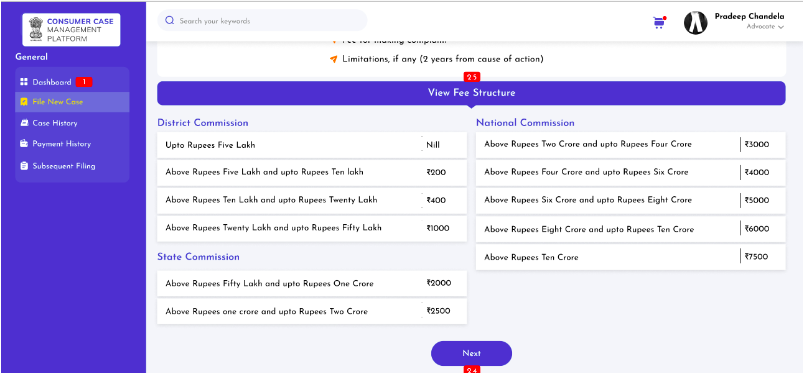 CONSUMER CASE
MANAGEMENT
PLATFORM
General
Dashboard 1
File New Case
Case History
Payment History
Subsequent Filing
Search your keywords
Pradeep Chandela
Advocate
Limitations, if any (2 years from cause of action)
25
View Fee Structure
District Commission
Upto Rupees Five Lakh Nill
Above Rupees Five Lakh and upto Rupees Ten lakh ₹200
Above Rupees Ten Lakh and upto Rupees Twenty Lakh ₹400
Above Rupees Twenty Lakh and upto Rupees Fifty Lakh ₹1000
State Commission
Above Rupees Fifty Lakh and upto Rupees One Crore ₹2000
Above Rupees one crore and upto Rupees Two Crore ₹2500
National Commission
Above Rupees Two Crore and upto Rupees Four Crore ₹3000
Above Rupees Four Crore and upto Rupees Six Crore ₹4000
Above Rupees Six Crore and upto Rupees Eight Crore ₹5000
Above Rupees Eight Crore and upto Rupees Ten Crore ₹6000
Above Rupees Ten Crore ₹7500
Next
24